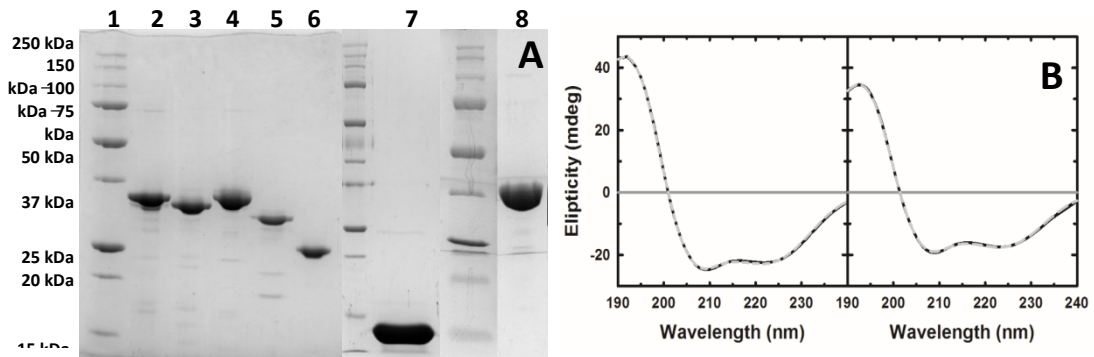 1 2 3 4 5 6 7 8
250 kDa
150
kDa 100
kDa 75
kDa
50 kDa
37 kDa
25 kDa
20 kDa
15 kDa
A
B
Elipticity (mdeg)
40
20
0
-20
190 200 210 220 230 190 200 210 220 230 240
Wavelength (nm) Wavelength (nm)